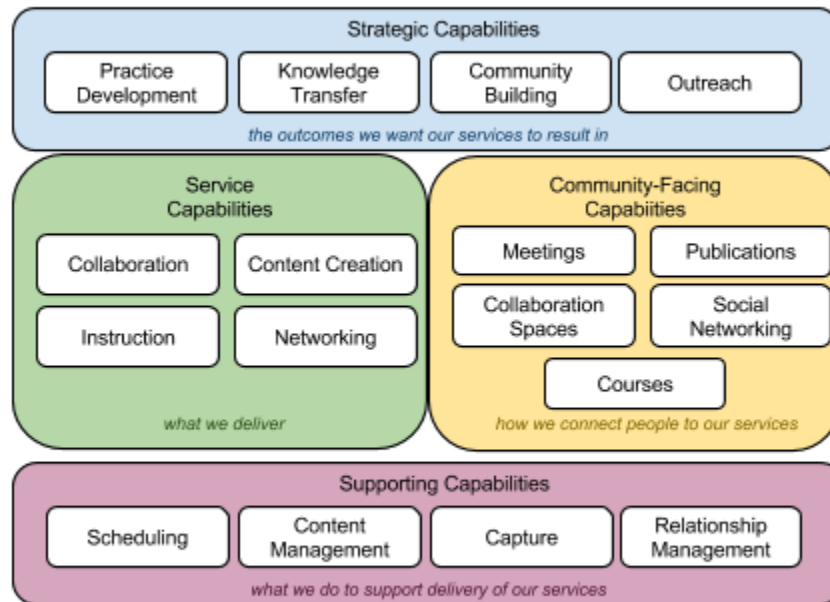 Strategic Capabilities
Practice
Development
Knowledge
Transfer
Community
Building
Outreach
the outcomes we want our services to result in
Service
Capabilities
Collaboration
Content Creation
Instruction
Networking
what we deliver
Community-Facing
Capabiities
Meetings
Publications
Collaboration
Spaces
Social
Networking
Courses
how we connect people to our services
Supporting Capabilities
Scheduling
Content
Management
Capture
Relationship
Management
what we do to support delivery of our services